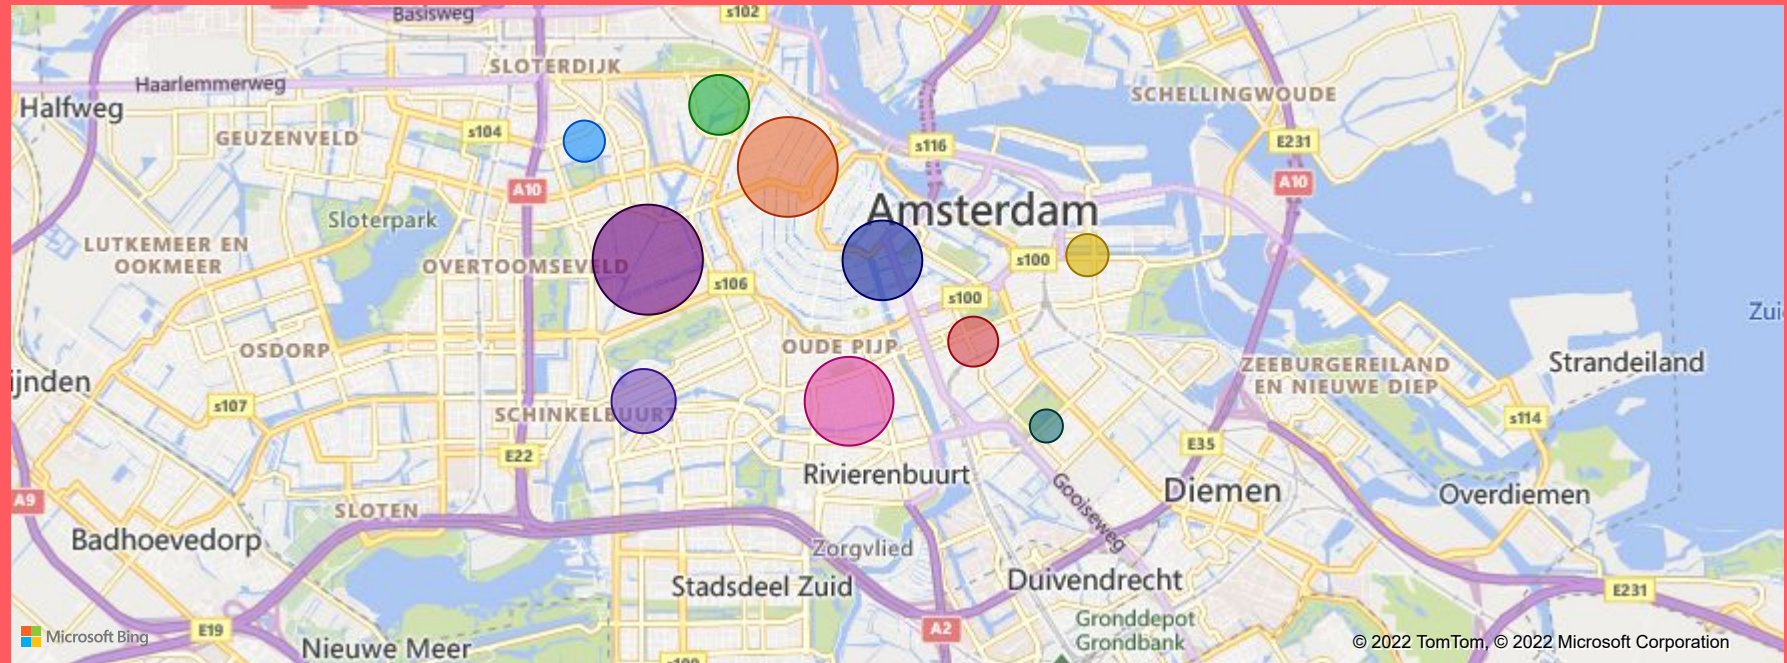 Basisweg
s102
SLOTERDIJK
Haarlemmerweg
SCHELLINGWOUDE
Halfweg
GEUZENVELD
s104
s116
E231
A10
A10
Sloterpark
Amsterdam
LUTKEMEER EN
OOKMEER
OVERTOOMSEVELD
s100
s106
s100
Zui
OUDE PIJP
OSDORP
ZEEBURGEREILAND
EN NIEUWE DIEP
Strandeiland
ijnden
s107
SCHINKELBUURT
s114
E22
E35
Rivierenbuurt
Gooiseweg
Diemen
Overdiemen
A9
SLOTEN
Badhoevedorp
Zorgvlied
Stadsdeel Zuid
Duivendrecht
E231
Gronddepot
Grondbank
E19
A2
Microsoft Bing
Nieuwe Meer
© 2022 TomTom, © 2022 Microsoft Corporation